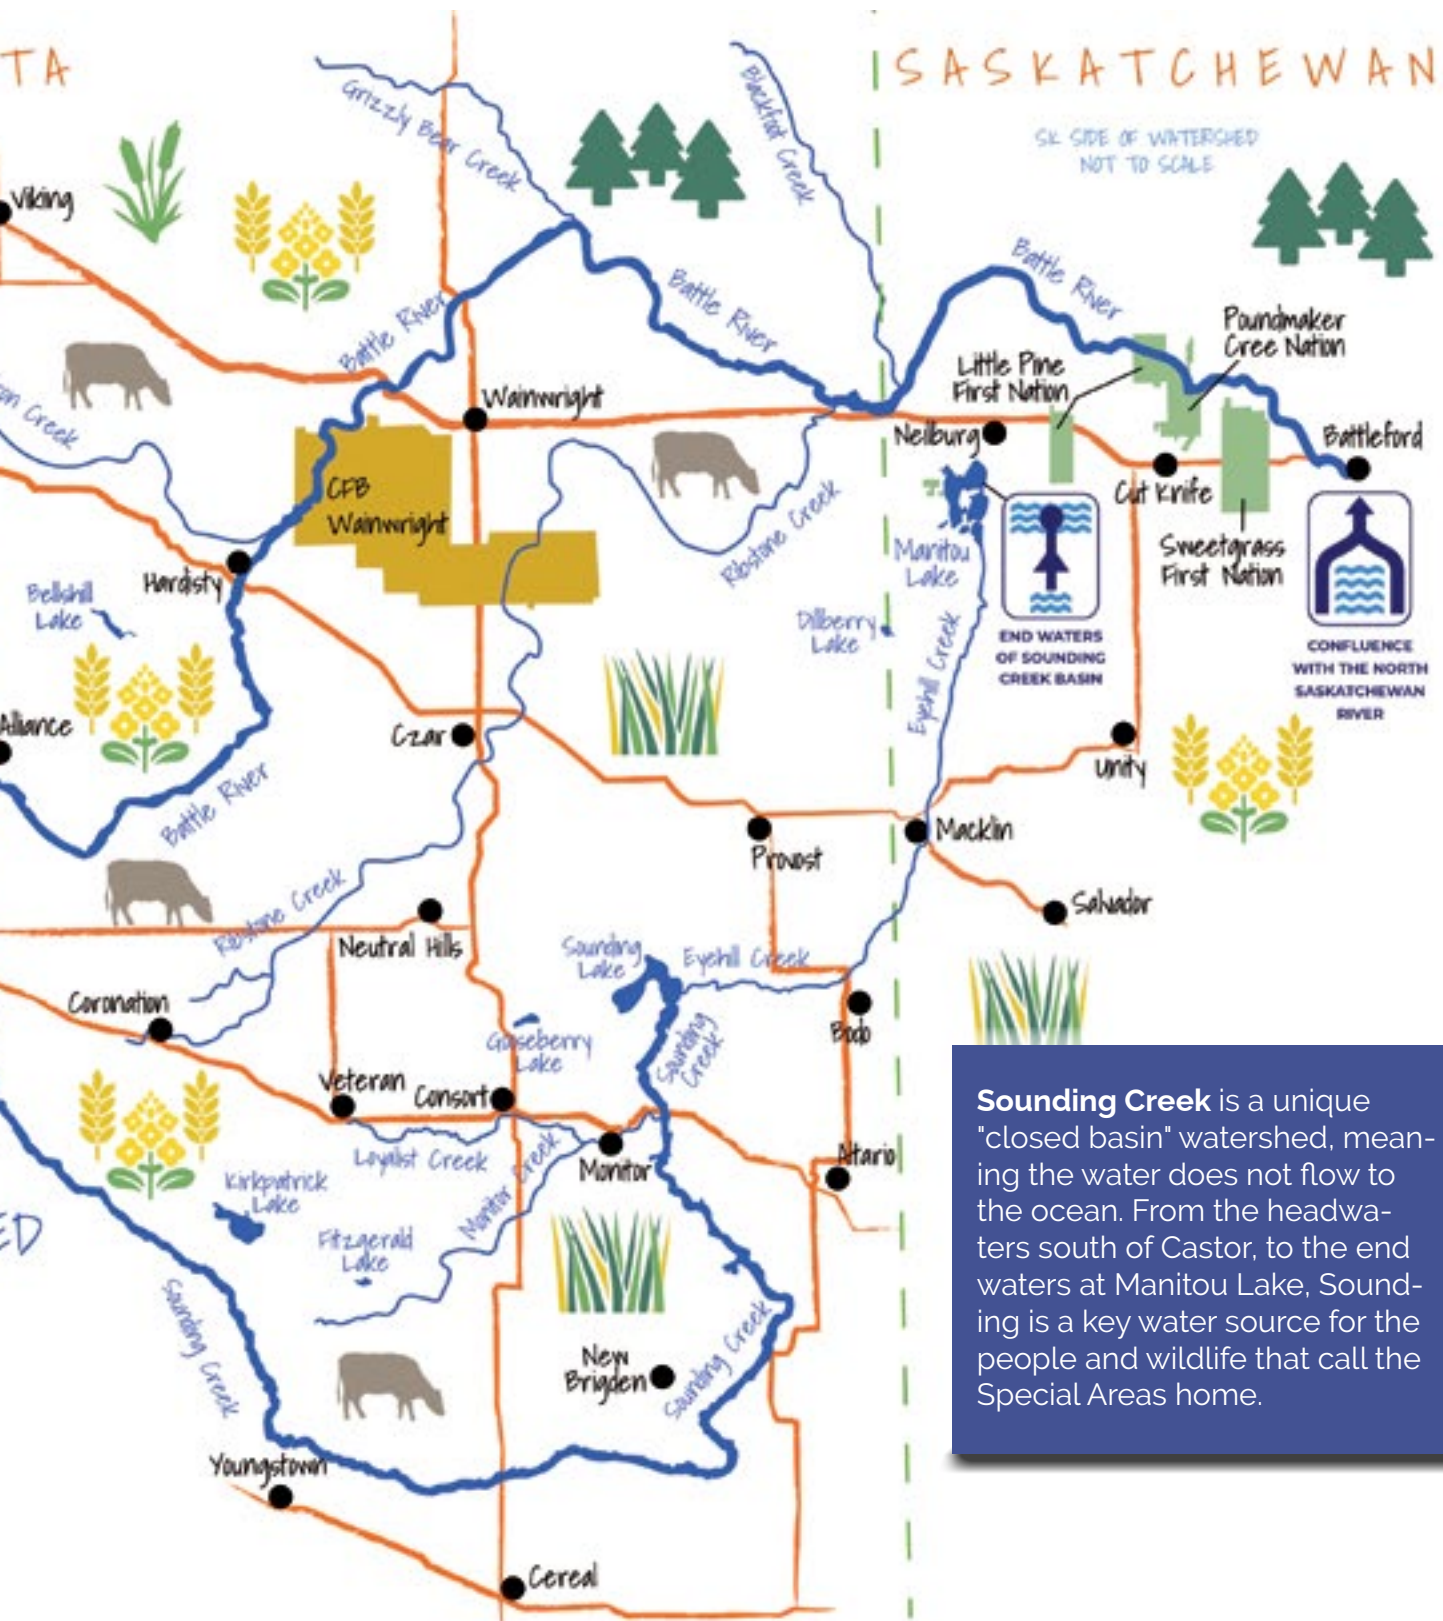 TA
SASKATCHEWAN
SK SIDE OF WATERSHED
NOT TO SCALE
Grizzly Bear Creek
Blackfoot Creek
Viking
Battle River
Battle River
Battle River
Poundmaker
Cree Nation
Little Pine
First Nation
Wainwright
Creek
Neilburg
Battleford
CFB
Wainwright
Cut Knife
Ribstone Creek
Manitou
Lake
Sweetgrass
First Nation
Hardisty
Bellshill
Lake
Dillberry
Lake
END WATERS
OF SOUNDING
CREEK BASIN
CONFLUENCE
WITH THE NORTH
SASKATCHEWAN
RIVER
Eyehill Creek
Alliance
Czar
Unity
Battle River
Macklin
Provost
Ribstone Creek
Salvador
Neutral Hills
Sounding
Lake
Eyehill Creek
Coronation
Bodo
Gooseberry
Lake
Sounding
Creek
Veteran
Consort
Loyalist Creek
Monitor Creek
Monitor
Altario
Kirkpatrick
Lake
Fitzgerald
Lake
ED
Sounding Creek
New
Brigden
Sounding Creek
Youngstown
Cereal
Sounding Creek is a unique
"closed basin" watershed, mean-
ing the water does not flow to
the ocean. From the headwa-
ters south of Castor, to the end
waters at Manitou Lake, Sound-
ing is a key water source for the
people and wildlife that call the
Special Areas home.